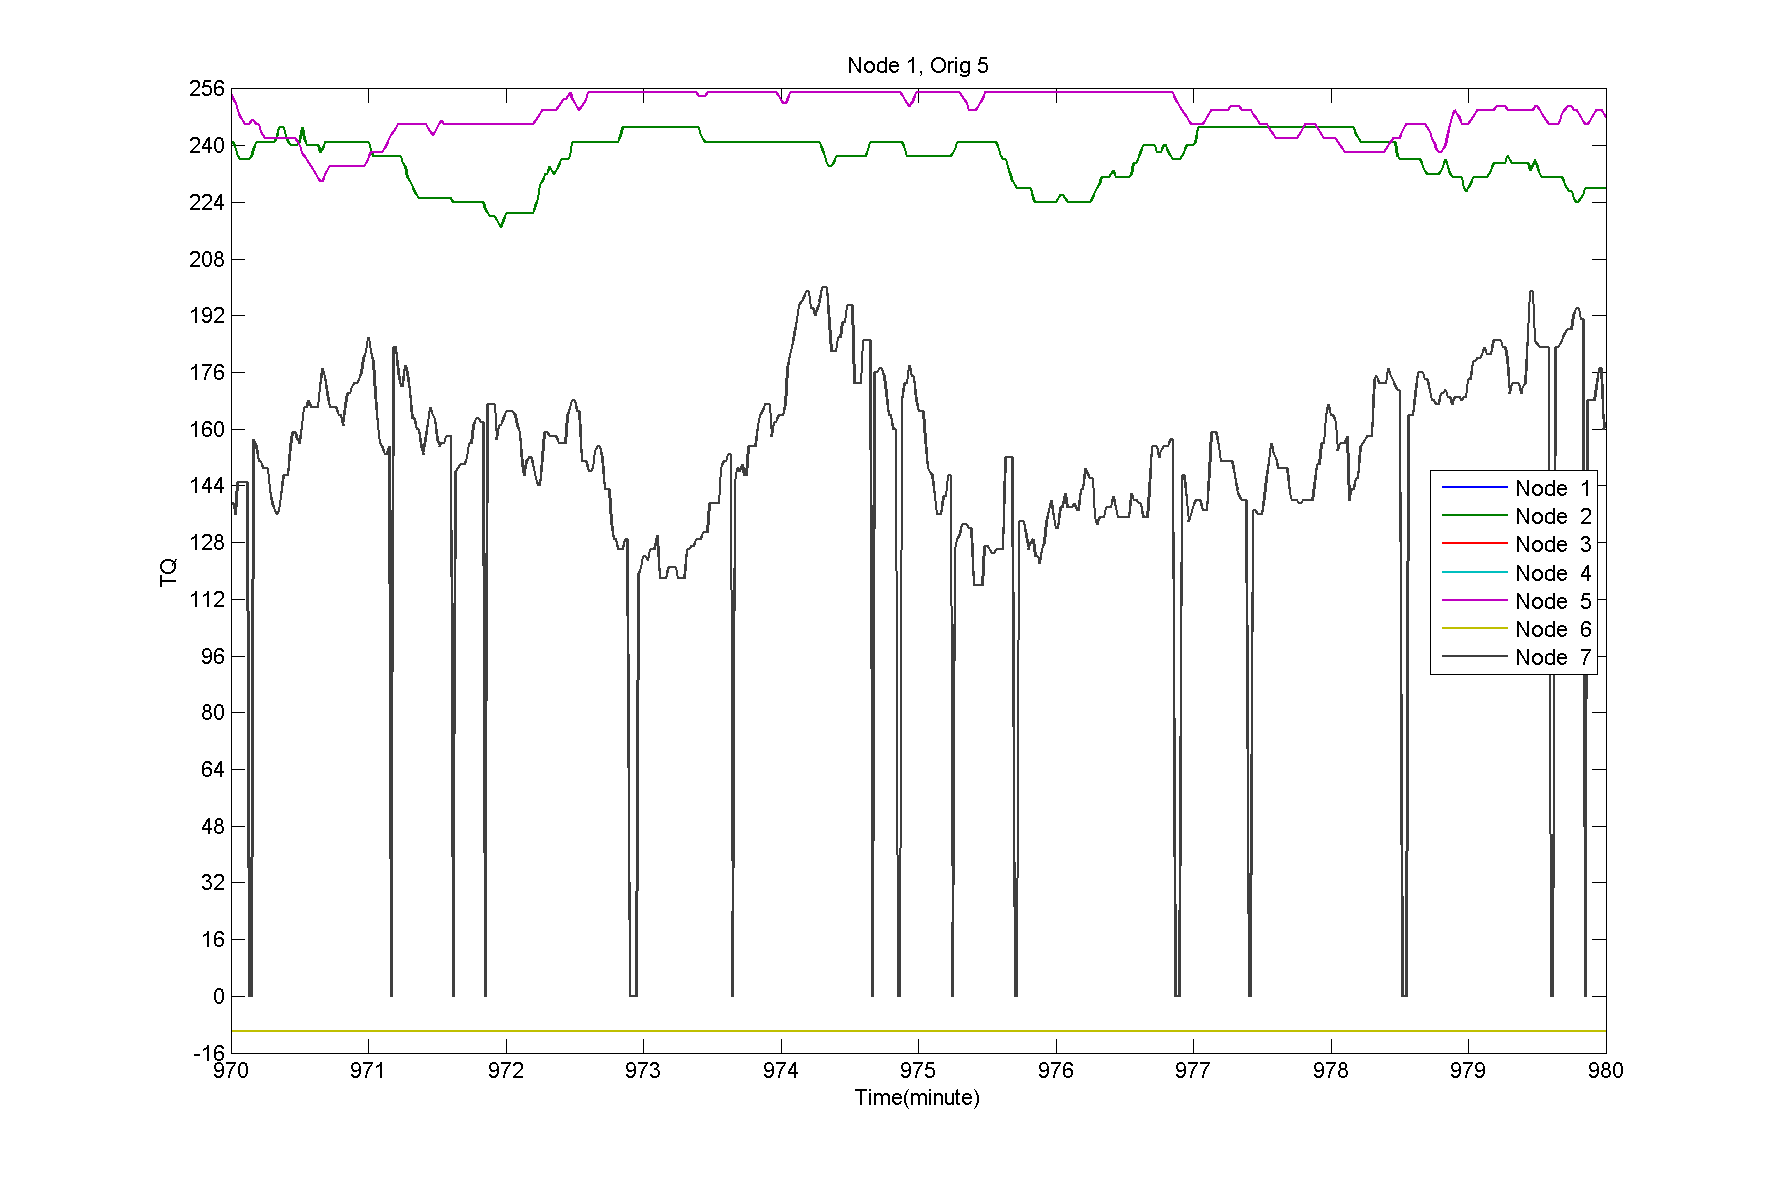 Node 1, Orig 5
256
240
224
208
192
176
160
144
128
112
96
80
64
48
32
16
0
-16
TQ
Node 1
Node 2
Node 3
Node 4
Node 5
Node 6
Node 7
970 971 972 973 974 975 976 977 978 979 980
Time(minute)